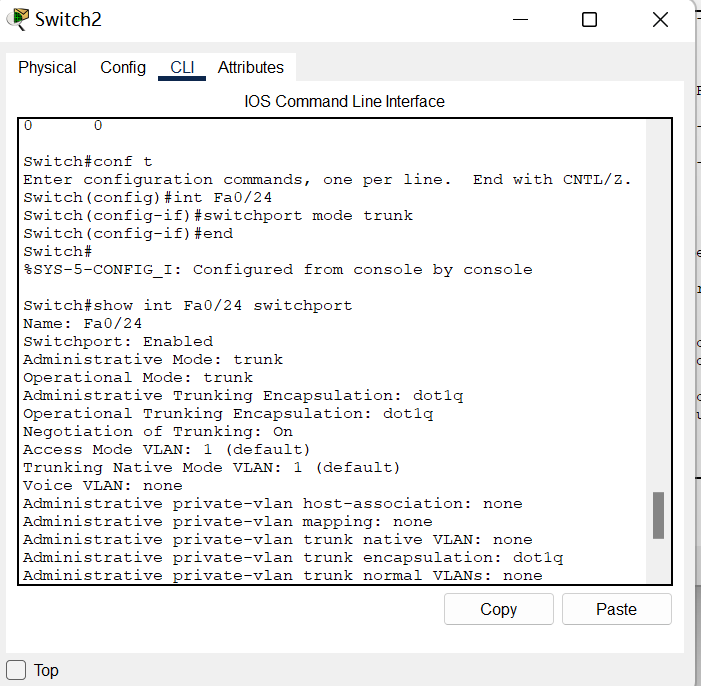 Switch2
Physical Config CLI Attributes
IOS Command Line Interface
0 0
Switch#conf t
Enter configuration commands, one per line. End with CNTL/Z.
Switch(config)#int Fa0/24
Switch(config-if)#switchport mode trunk
Switch(config-if)#end
Switch#
%SYS-5-CONFIG_I: Configured from console by console
Switch#show int Fa0/24 switchport
Name: Fa0/24
Switchport: Enabled
Administrative Mode: trunk
Operational Mode: trunk
Administrative Trunking Encapsulation: dot1q
Operational Trunking Encapsulation: dot1q
Negotiation of Trunking: On
Access Mode VLAN: 1 (default)
Trunking Native Mode VLAN: 1 (default)
Voice VLAN: none
Administrative private-vlan host-association: none
Administrative private-vlan mapping: none
Administrative private-vlan trunk native VLAN: none
Administrative private-vlan trunk encapsulation: dot1q
Administrative private-vlan trunk normal VLANs: none
Copy Paste
Top